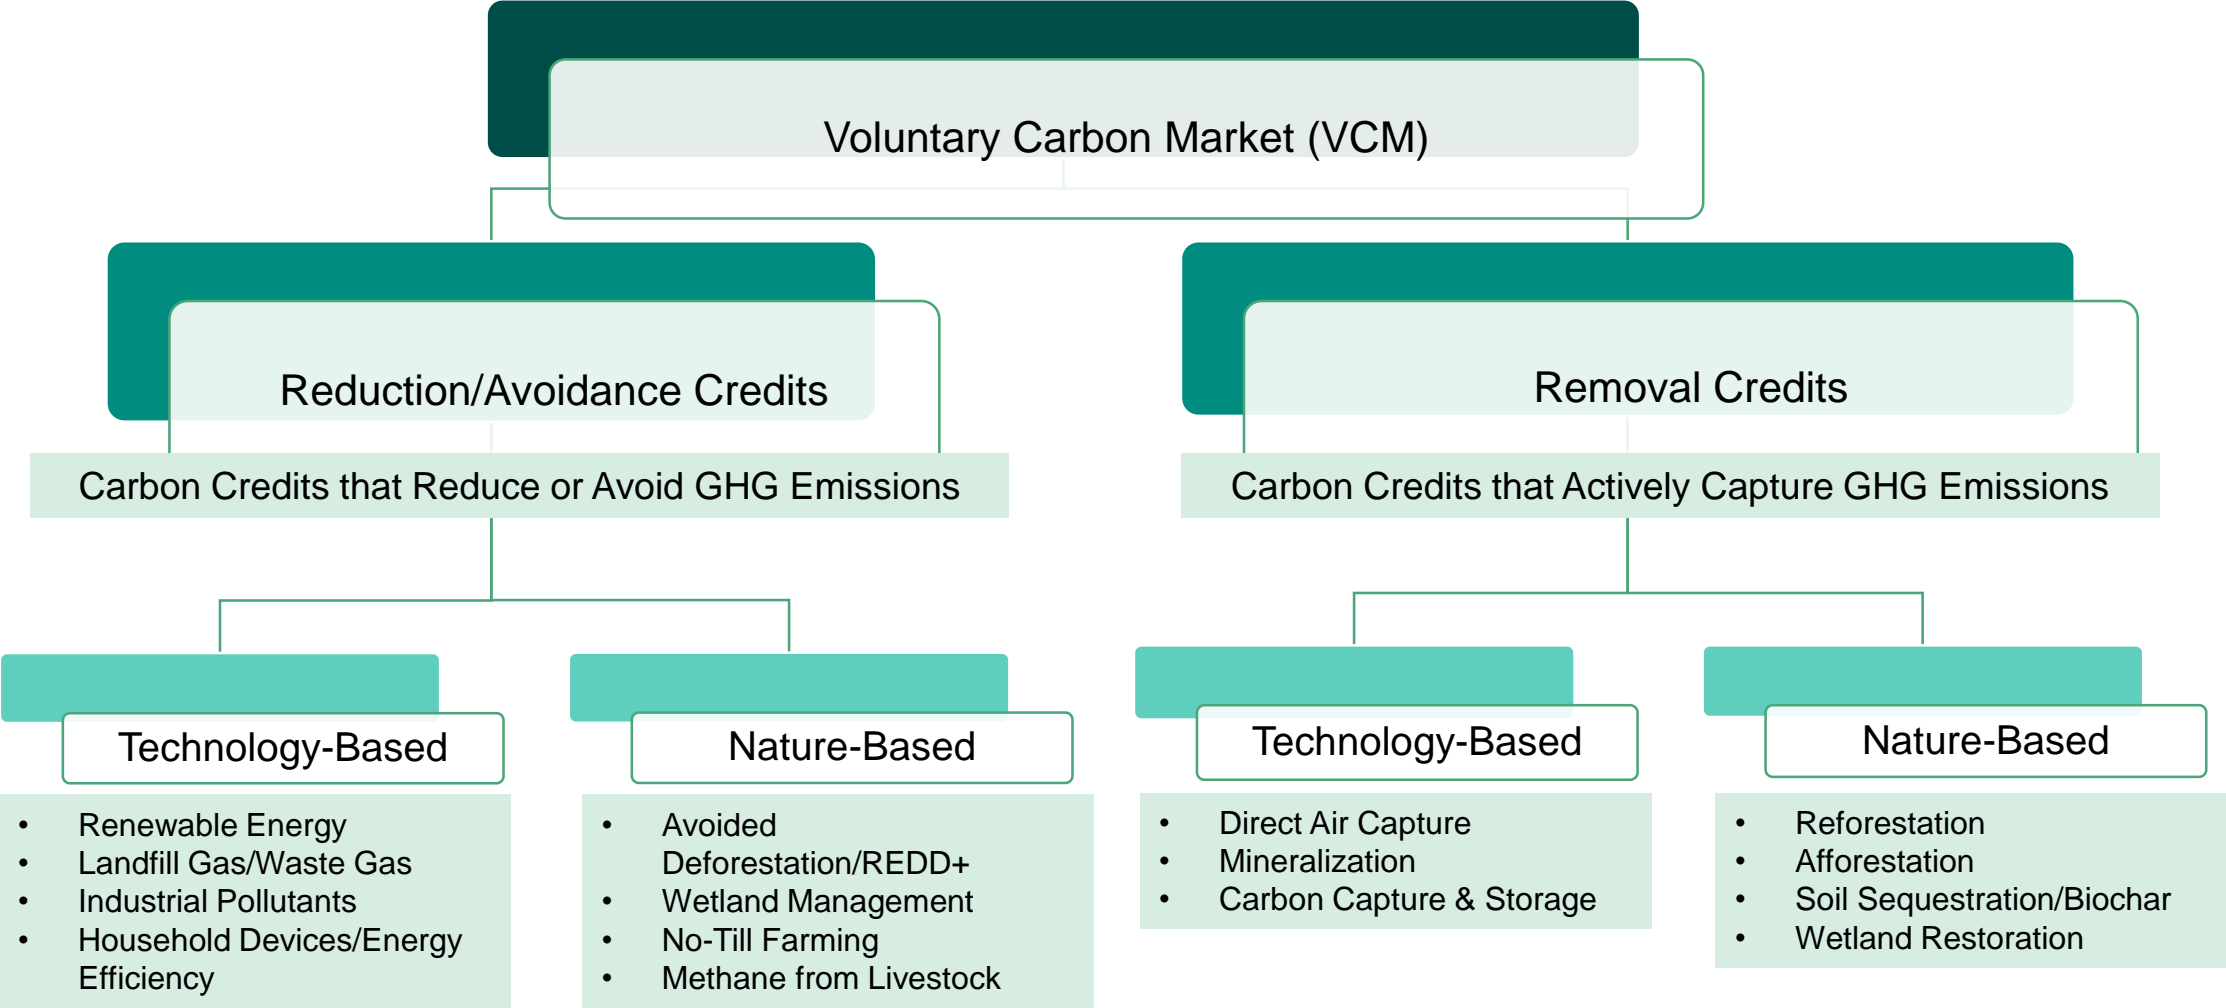 Voluntary Carbon Market (VCM)
Reduction/Avoidance Credits
Removal Credits
Carbon Credits that Reduce or Avoid GHG Emissions
Carbon Credits that Actively Capture GHG Emissions
Technology-Based
• Renewable Energy
• Landfill Gas/Waste Gas
• Industrial Pollutants
• Household Devices/Energy
Efficiency
Nature-Based
• Avoided
Deforestation/REDD+
• Wetland Management
• No-Till Farming
• Methane from Livestock
Technology-Based
• Direct Air Capture
• Mineralization
• Carbon Capture & Storage
Nature-Based
• Reforestation
• Afforestation
• Soil Sequestration/Biochar
• Wetland Restoration